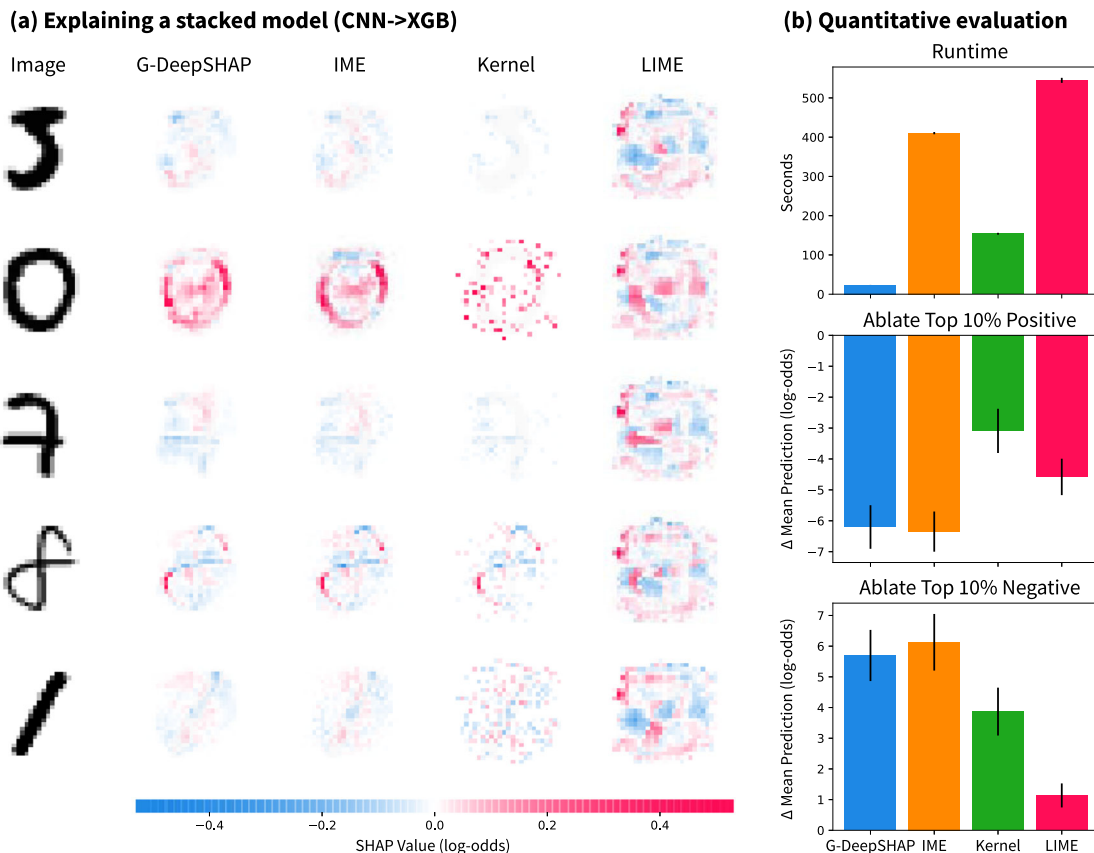 (a) Explaining a stacked model (CNN->XGB)
Image G-DeepSHAP IME Kernel LIME
−0.4 −0.2 0.0 0.2 0.4
SHAP Value (log-odds)
(b) Quantitative evaluation
Runtime
Seconds
500
400
300
200
100
0
Ablate Top 10% Positive
Δ Mean Prediction (log-odds)
0
−1
−2
−3
−4
−5
−6
−7
Ablate Top 10% Negative
Δ Mean Prediction (log-odds)
7
6
5
4
3
2
1
0
G-DeepSHAP IME Kernel LIME